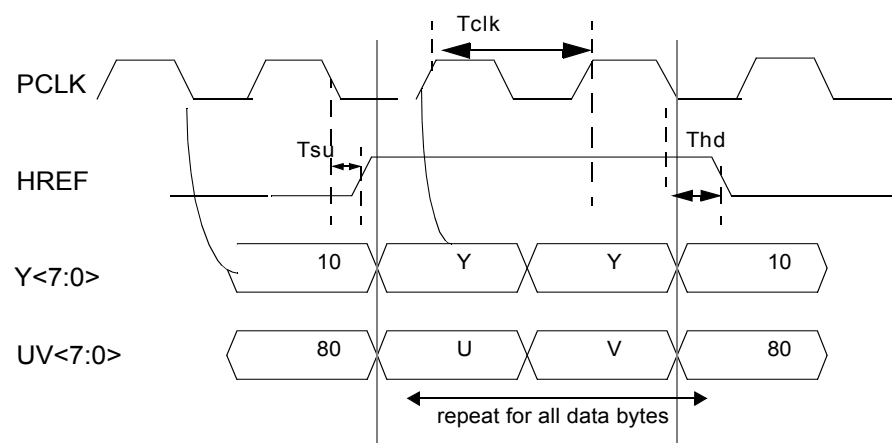 Tclk
PCLK
Tsu
Thd
HREF
Y<7:0> 10 Y Y 10
UV<7:0> 80 U V 80
repeat for all data bytes